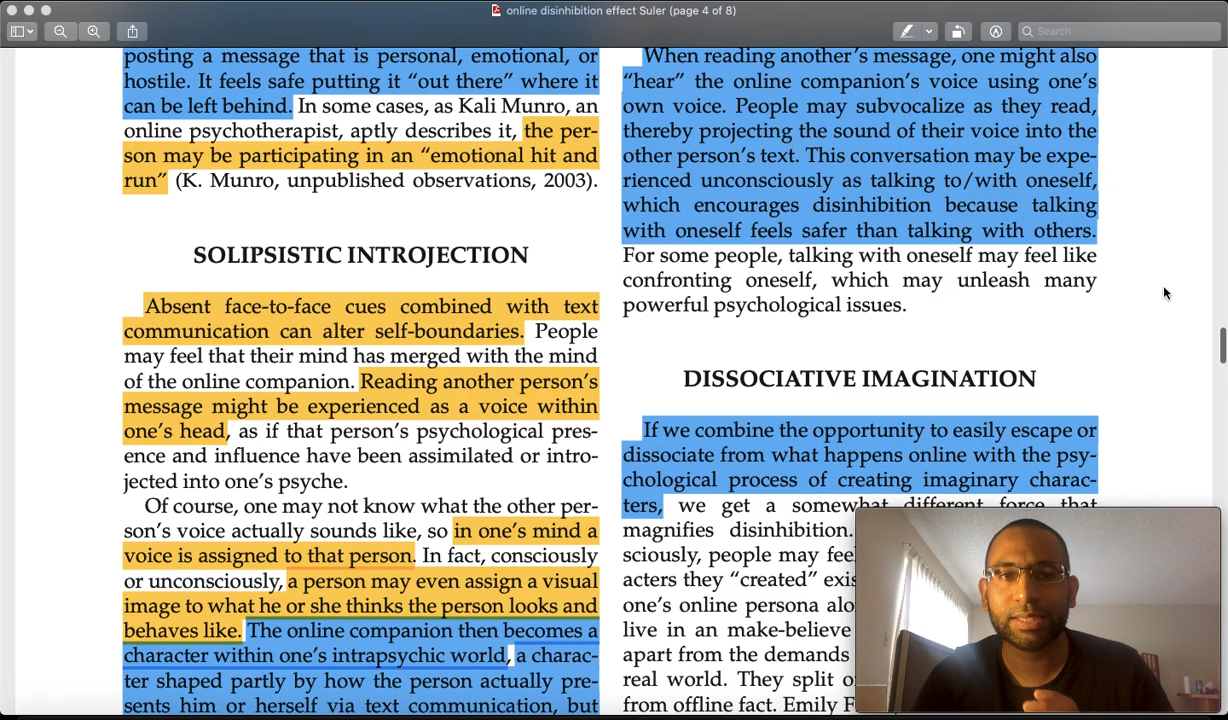 online disinhibition effect Suler (page 4 of 8)
Search
posting a message that is personal, emotional, or
hostile. It feels safe putting it “out there” where it
can be left behind. In some cases, as Kali Munro, an
online psychotherapist, aptly describes it, the per-
son may be participating in an “emotional hit and
run” (K. Munro, unpublished observations, 2003).
SOLIPSISTIC INTROJECTION
Absent face-to-face cues combined with text
communication can alter self-boundaries. People
may feel that their mind has merged with the mind
of the online companion. Reading another person’s
message might be experienced as a voice within
one’s head, as if that person’s psychological pres-
ence and influence have been assimilated or intro-
jected into one’s psyche.
Of course, one may not know what the other per-
son’s voice actually sounds like, so in one’s mind a
voice is assigned to that person. In fact, consciously
or unconsciously, a person may even assign a visual
image to what he or she thinks the person looks and
behaves like. The online companion then becomes a
character within one’s intrapsychic world, a charac-
ter shaped partly by how the person actually pre-
sents him or herself via text communication, but
When reading another’s message, one might also
“hear” the online companion’s voice using one’s
own voice. People may subvocalize as they read,
thereby projecting the sound of their voice into the
other person’s text. This conversation may be expe-
rienced unconsciously as talking to/with oneself,
which encourages disinhibition because talking
with oneself feels safer than talking with others.
For some people, talking with oneself may feel like
confronting oneself, which may unleash many
powerful psychological issues.
DISSOCIATIVE IMAGINATION
If we combine the opportunity to easily escape or
dissociate from what happens online with the psy-
chological process of creating imaginary charac-
ters, we get a somewhat different force that
magnifies disinhibition.
sciously, people may feel
acters they “created”
one’s online persona
live in an make-believe
apart from the demands
real world. They split
from offline fact. Emily